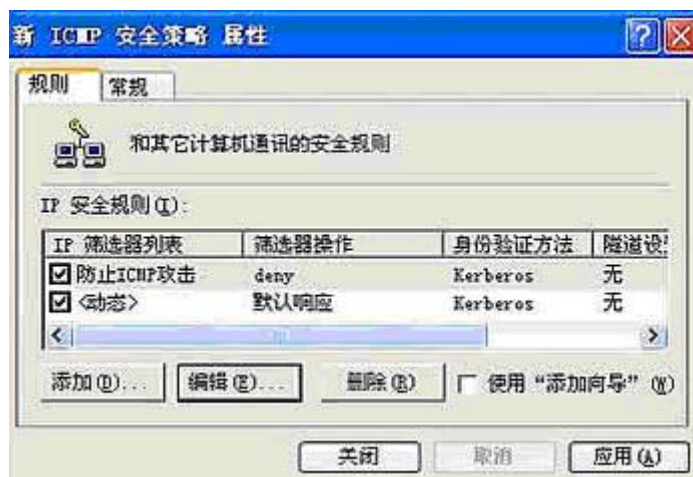 新 ICMP 安全策略 属性
规则 常规
和其它计算机通讯的安全规则
IP 安全规则(I):
IP 筛选器列表 筛选器操作 身份验证方法 隧道设
防止ICMP攻击 deny Kerberos 无
<动态> 默认响应 Kerberos 无
添加(D)... 编辑(E)... 删除(R) 使用“添加向导”(W)
关闭 取消 应用(A)